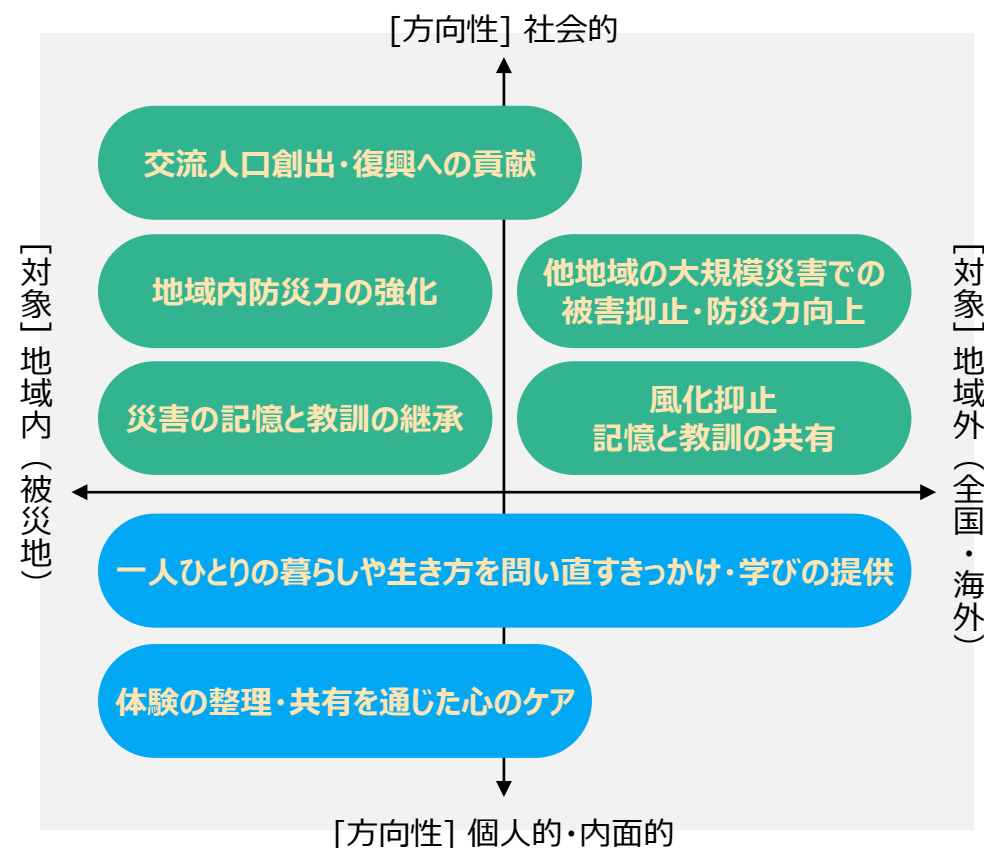 [方向性] 社会的
交流人口創出・復興への貢献
[対象] 地域内（被災地）
地域内防災力の強化
他地域の大規模災害での
被害抑止・防災力向上
[対象] 地域外（全国・海外）
災害の記憶と教訓の継承
風化抑止
記憶と教訓の共有
一人ひとりの暮らしや生き方を問い直すきっかけ・学びの提供
体験の整理・共有を通じた心のケア
[方向性] 個人的・内面的